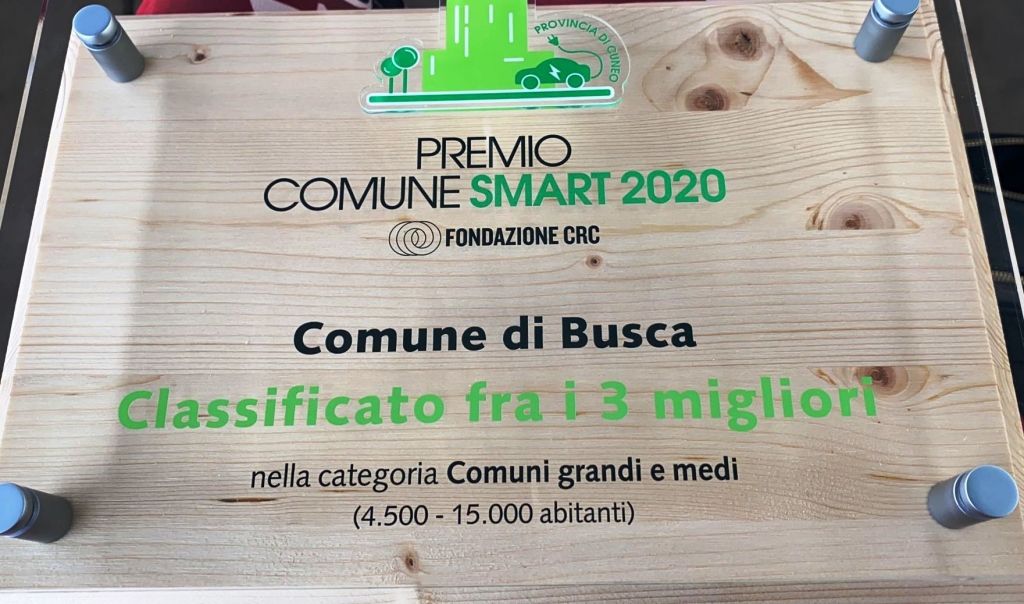 PROVINCIA DI CUNEO
PREMIO
COMUNE SMART 2020
FONDAZIONE CRC
Comune di Busca
Classificato fra i 3 migliori
nella categoria Comuni grandi e medi
(4.500 - 15.000 abitanti)